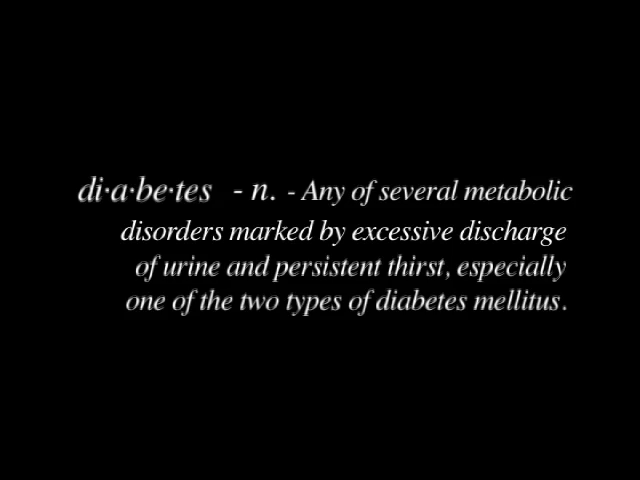 di·a·be·tes - n. - Any of several metabolic
disorders marked by excessive discharge
of urine and persistent thirst, especially
one of the two types of diabetes mellitus.